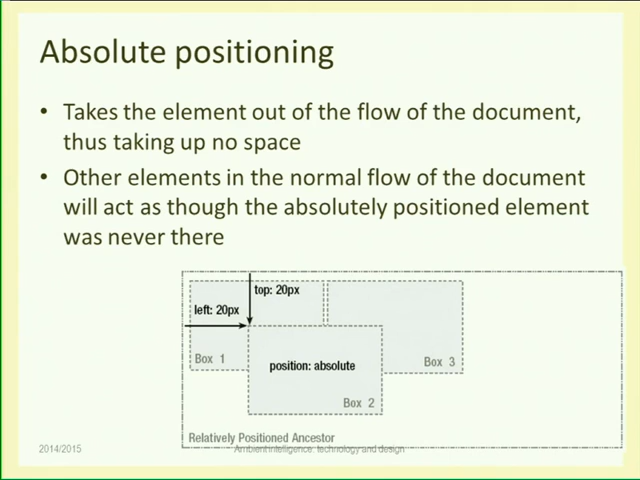 Absolute positioning
• Takes the element out of the flow of the document,
thus taking up no space
• Other elements in the normal flow of the document
will act as though the absolutely positioned element
was never there
top: 20px
left: 20px
Box 1
position: absolute
Box 3
Box 2
Relatively Positioned Ancestor
2014/2015
Ambient intelligence: technology and design